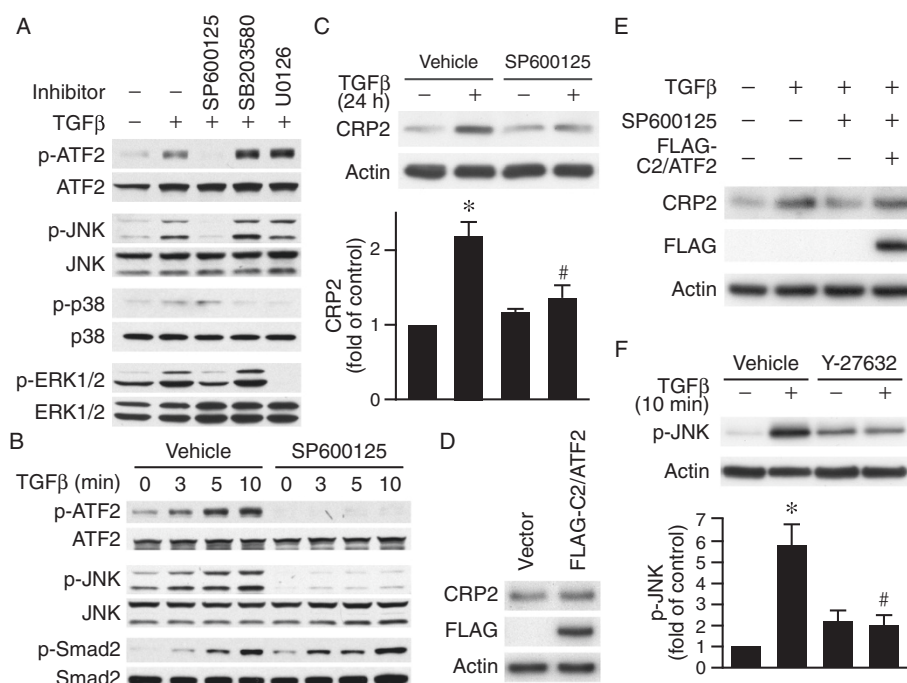 A
SP600125
SB203580
U0126
Inhibitor – –
TGFβ – + + + +
p-ATF2
ATF2
p-JNK
JNK
p-p38
p38
p-ERK1/2
ERK1/2
B
Vehicle SP600125
TGFβ (min) 0 3 5 10 0 3 5 10
p-ATF2
ATF2
p-JNK
JNK
p-Smad2
Smad2
C
Vehicle SP600125
TGFβ – + – +
(24 h)
CRP2
Actin
CRP2
(fold of control)
2
1
0
*
#
D
Vector
FLAG-C2/ATF2
CRP2
FLAG
Actin
E
TGFβ – + + +
SP600125 – – + +
FLAG-
C2/ATF2 – – – +
CRP2
FLAG
Actin
F
Vehicle Y-27632
TGFβ – + – +
(10 min)
p-JNK
Actin
p-JNK
(fold of control)
7
6
5
4
3
2
1
0
*
#